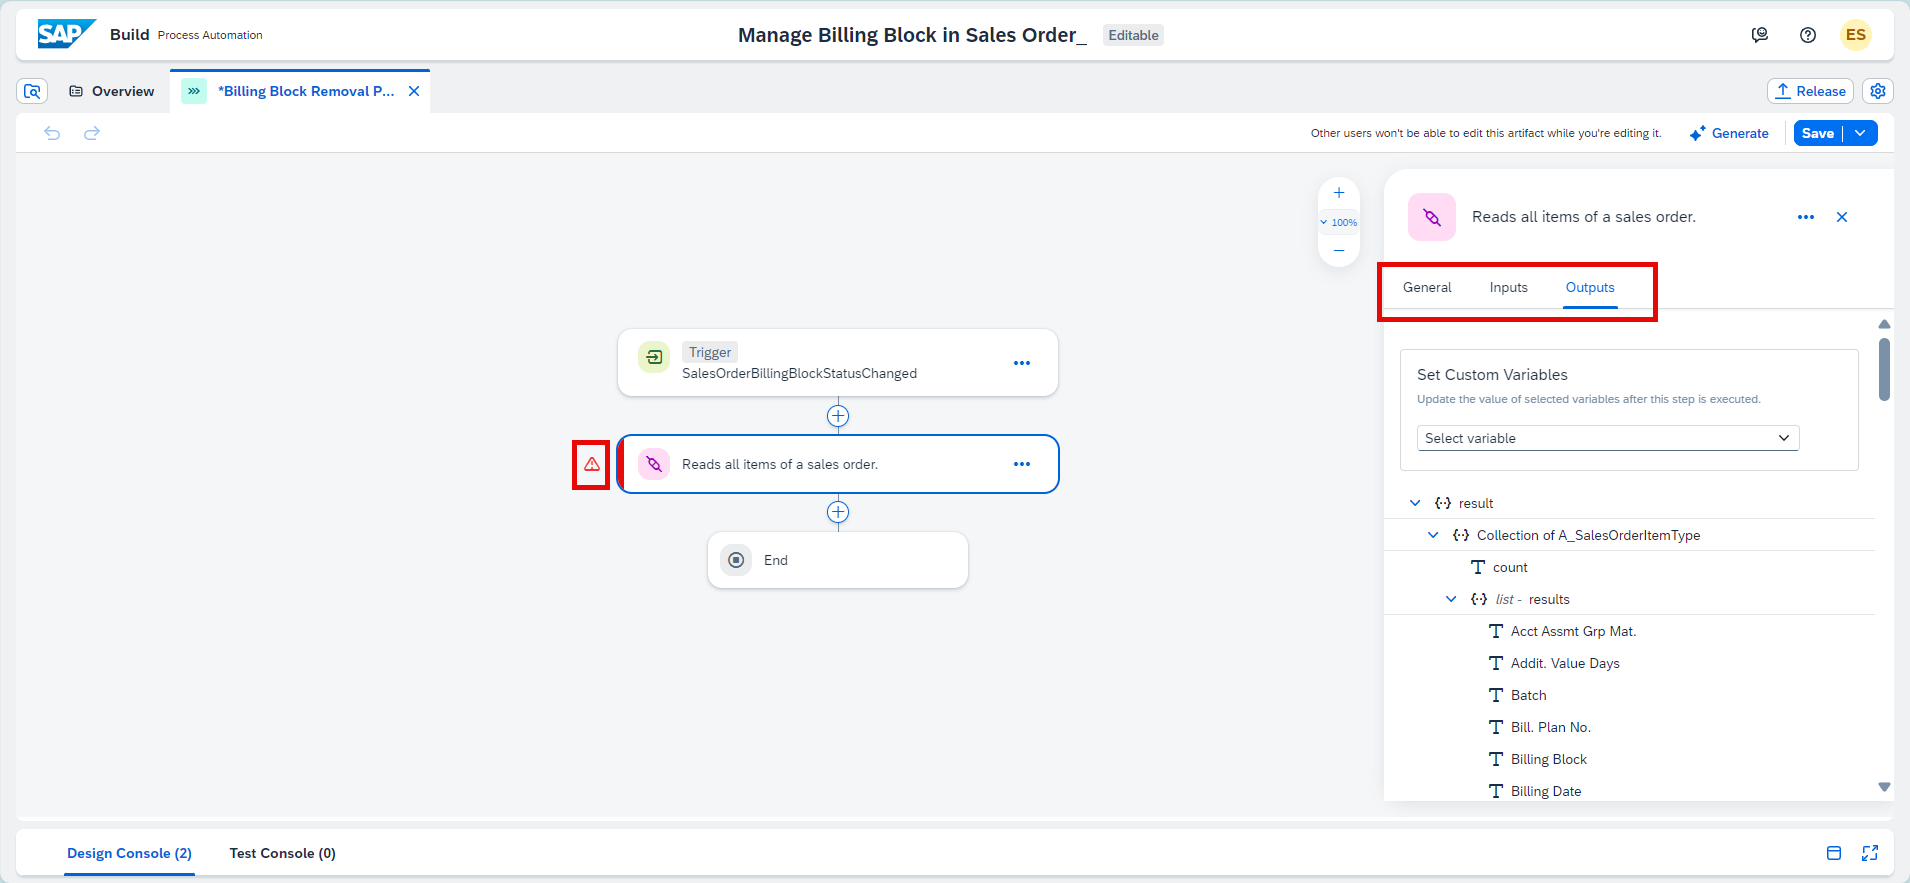 SAP Build Process Automation
Manage Billing Block in Sales Order_ Editable
ES
Overview
*Billing Block Removal P...
Release
Other users won't be able to edit this artifact while you're editing it.
Generate
Save
100%
Trigger
SalesOrderBillingBlockStatusChanged
Reads all items of a sales order.
End
Reads all items of a sales order.
General Inputs Outputs
Set Custom Variables
Update the value of selected variables after this step is executed.
Select variable
result
Collection of A_SalesOrderItemType
count
list - results
Acct Assmt Grp Mat.
Addit. Value Days
Batch
Bill. Plan No.
Billing Block
Billing Date
Design Console (2) Test Console (0)